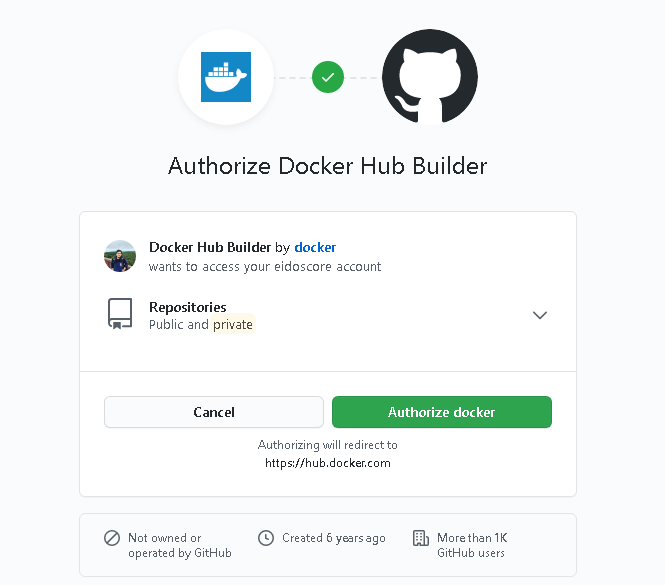 Authorize Docker Hub Builder
Docker Hub Builder by docker
wants to access your eidoscore account
Repositories
Public and private
Cancel
Authorize docker
Authorizing will redirect to
https://hub.docker.com
Not owned or
operated by GitHub
Created 6 years ago
More than 1K
GitHub users